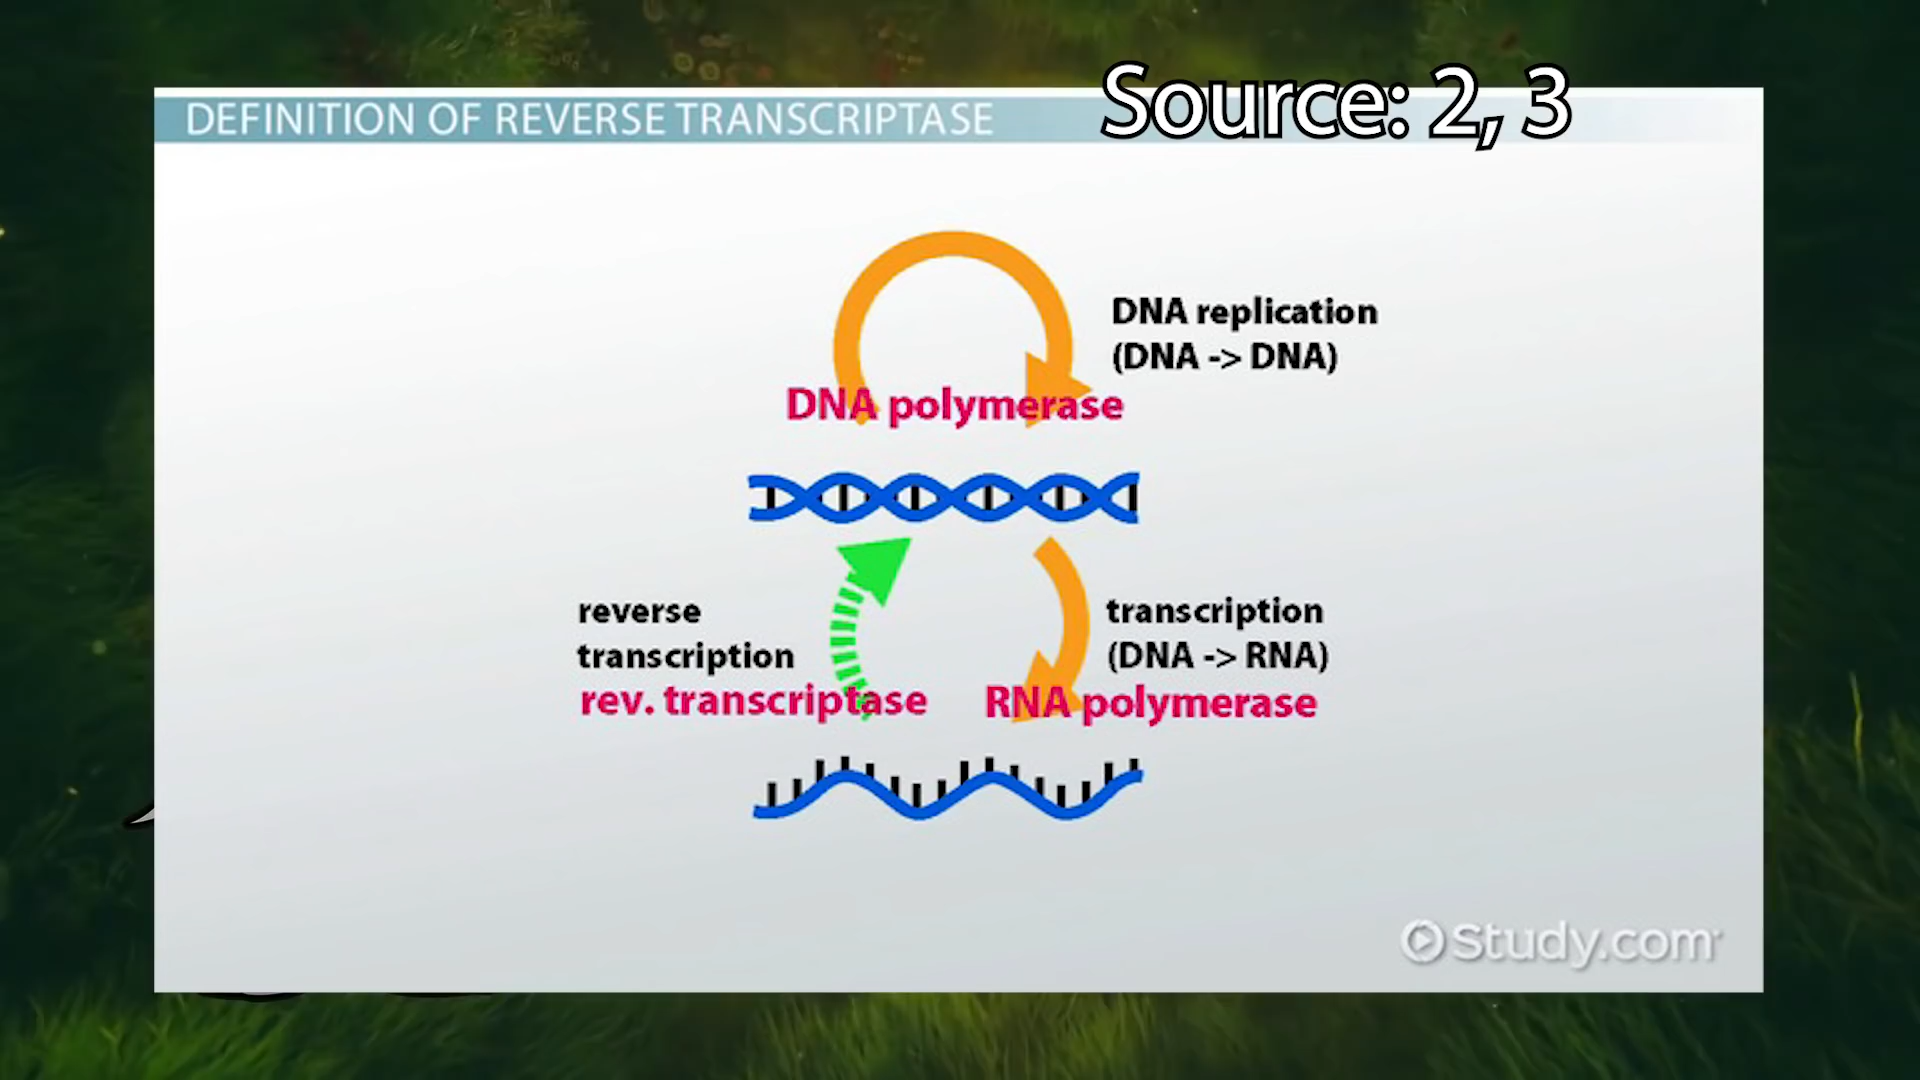 Source: 2, 3
DEFINITION OF REVERSE TRANSCRIPTASE
DNA replication
(DNA -> DNA)
DNA polymerase
reverse
transcription
rev. transcriptase
transcription
(DNA -> RNA)
RNA polymerase
Study.com